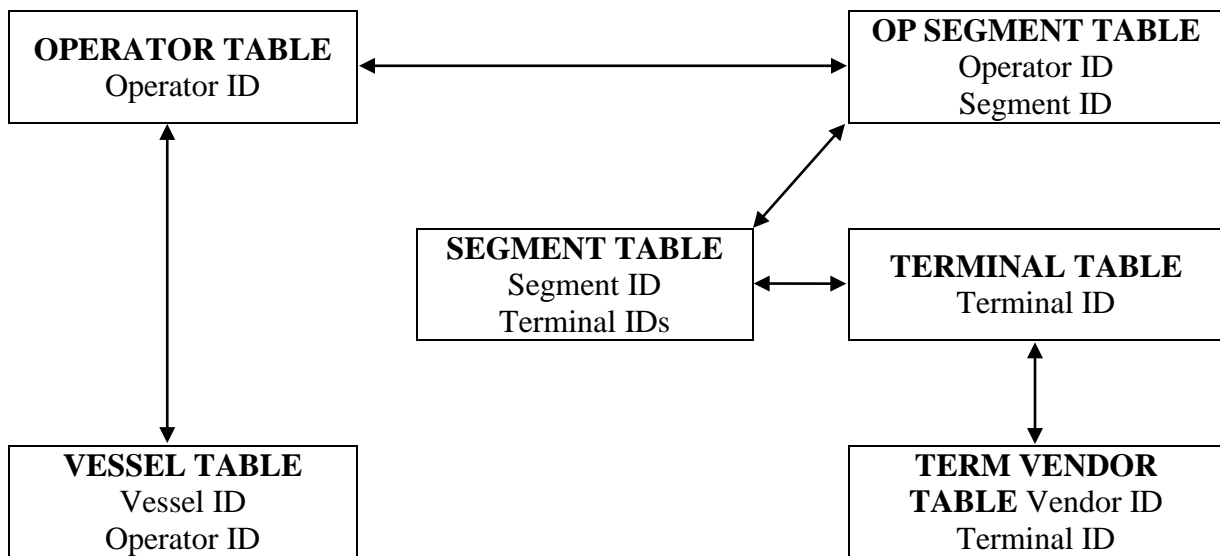 OPERATOR TABLE
Operator ID
OP SEGMENT TABLE
Operator ID
Segment ID
SEGMENT TABLE
Segment ID
Terminal IDs
TERMINAL TABLE
Terminal ID
VESSEL TABLE
Vessel ID
Operator ID
TERM VENDOR
TABLE Vendor ID
Terminal ID